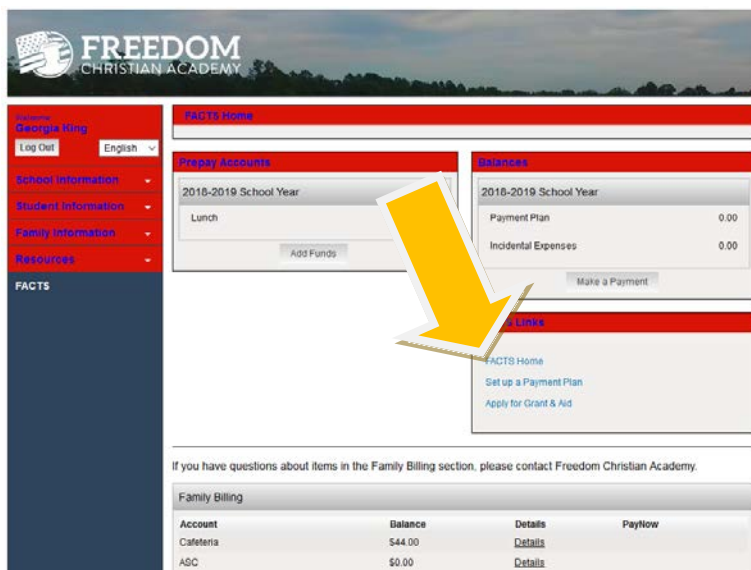 FREEDOM
CHRISTIAN ACADEMY
Welcome
Georgia King
Log Out
English
School Information
Student Information
Family Information
Resources
FACTS
FACTS Home
Prepay Accounts
2018-2019 School Year
Lunch
Add Funds
Balances
2018-2019 School Year
Payment Plan 0.00
Incidental Expenses 0.00
Make a Payment
Links
FACTS Home
Set up a Payment Plan
Apply for Grant & Aid
If you have questions about items in the Family Billing section, please contact Freedom Christian Academy.
Family Billing
Account Balance Details PayNow
Cafeteria $44.00 Details
ASC $0.00 Details